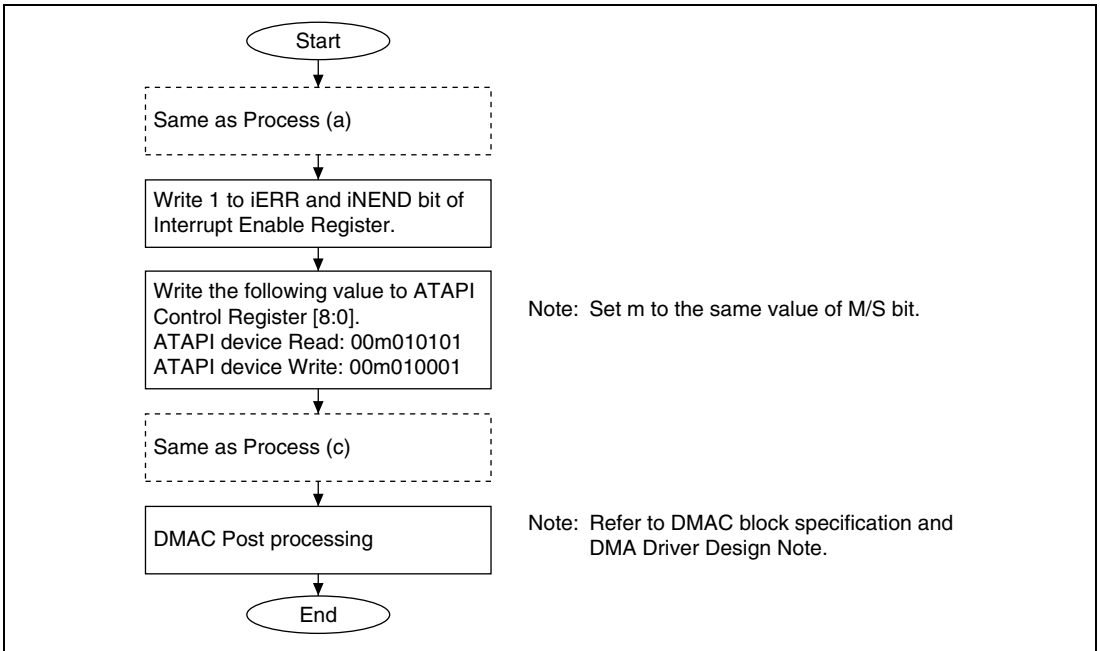 Start
Same as Process (a)
Write 1 to iERR and iNEND bit of
Interrupt Enable Register.
Write the following value to ATAPI
Control Register [8:0].
ATAPI device Read: 00m010101
ATAPI device Write: 00m010001
Note: Set m to the same value of M/S bit.
Same as Process (c)
DMAC Post processing
Note: Refer to DMAC block specification and
DMA Driver Design Note.
End